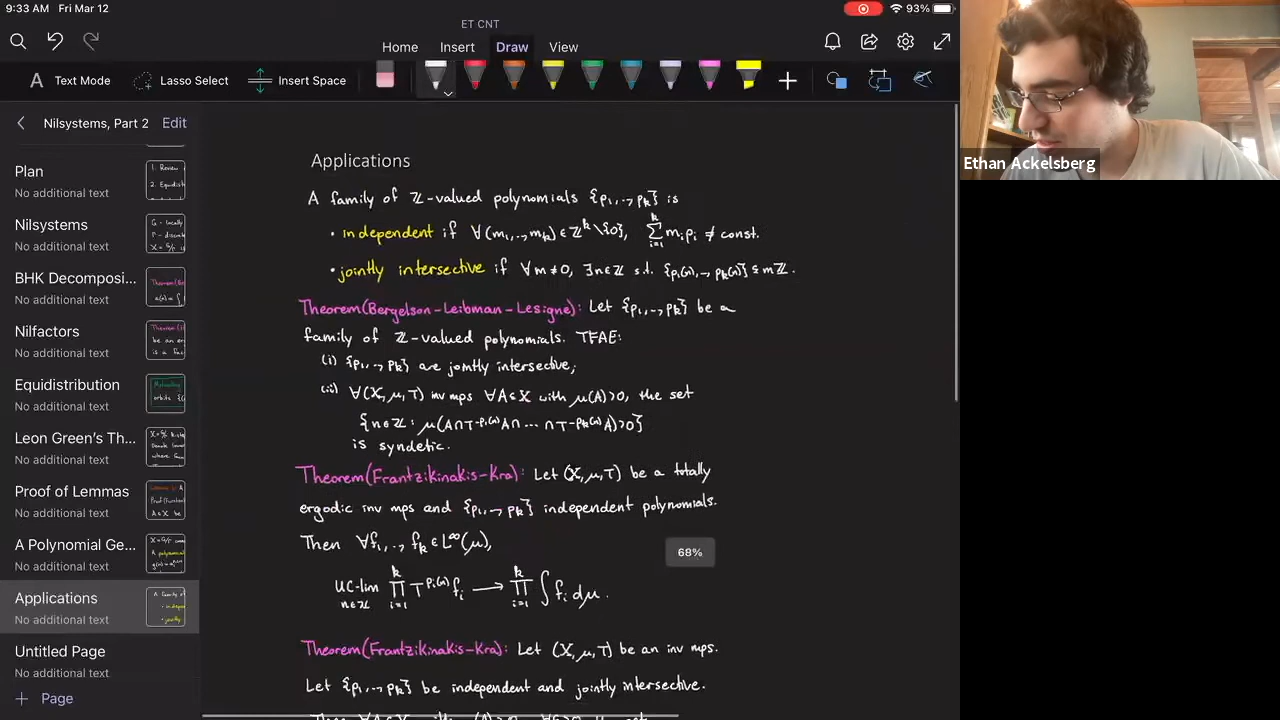 9:33 AM Fri Mar 12
93%
ET CNT
Home Insert Draw View
Text Mode Lasso Select Insert Space
Nilsystems, Part 2 Edit
No additional text
Plan
No additional text
Nilsystems
No additional text
BHK Decomposi...
No additional text
Nilfactors
No additional text
Equidistribution
No additional text
Leon Green's Th...
No additional text
Proof of Lemmas
No additional text
A Polynomial Ge...
No additional text
Applications
No additional text
Untitled Page
No additional text
+ Page
Applications
A family of ℤ-valued polynomials {p₁,…,pₖ} is
• independent if ∀(m₁,…,mₖ)∈ℤᵏ\{0}, ∑ᵢ₌₁ᵏ mᵢpᵢ ≠ const.
• jointly intersective if ∀m≠0, ∃n∈ℤ s.t. {p₁(n),…,pₖ(n)}⊆mℤ.
Theorem(Bergelson-Leibman-Lesigne): Let {p₁,…,pₖ} be a
family of ℤ-valued polynomials. TFAE:
(i) {p₁,…,pₖ} are jointly intersective;
(ii) ∀(X,μ,T) inv mps ∀A⊆X with μ(A)>0, the set
{n∈ℤ: μ(A∩T^{-p₁(n)}A∩⋯∩T^{-pₖ(n)}A)>0}
is syndetic.
Theorem(Frantzikinakis-Kra): Let (X,μ,T) be a totally
ergodic inv mps and {p₁,…,pₖ} independent polynomials.
Then ∀f₁,…,fₖ∈L^∞(μ),
UC-lim_{n∈ℤ} ∏ᵢ₌₁ᵏ T^{pᵢ(n)}fᵢ → ∏ᵢ₌₁ᵏ ∫fᵢ dμ.
68%
Theorem(Frantzikinakis-Kra): Let (X,μ,T) be an inv mps.
Let {p₁,…,pₖ} be independent and jointly intersective.
Ethan Ackelsberg